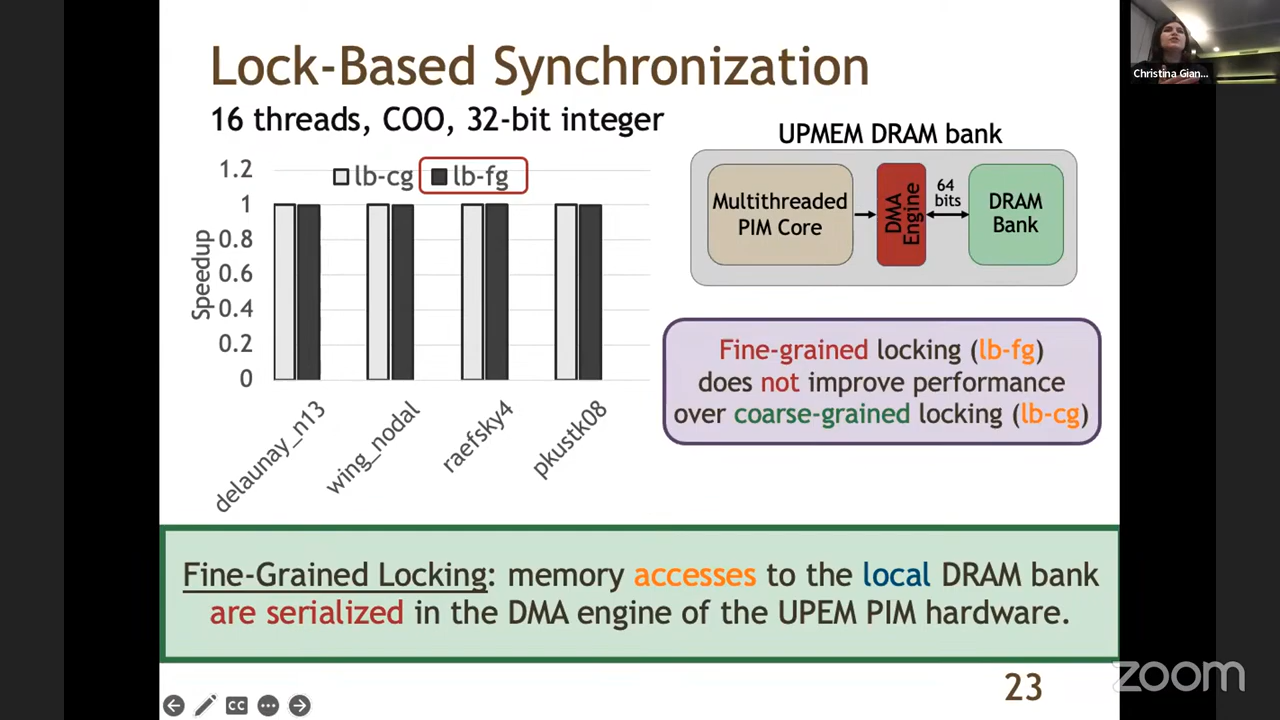 Lock-Based Synchronization
16 threads, COO, 32-bit integer
lb-cg lb-fg
Speedup
1.2
1
0.8
0.6
0.4
0.2
0
delaunay_n13
wing_nodal
raefsky4
pkustk08
UPMEM DRAM bank
Multithreaded
PIM Core
DMA
Engine
64
bits
DRAM
Bank
Fine-grained locking (lb-fg)
does not improve performance
over coarse-grained locking (lb-cg)
Fine-Grained Locking: memory accesses to the local DRAM bank
are serialized in the DMA engine of the UPEM PIM hardware.
23
CC
Christina Gian...
zoom